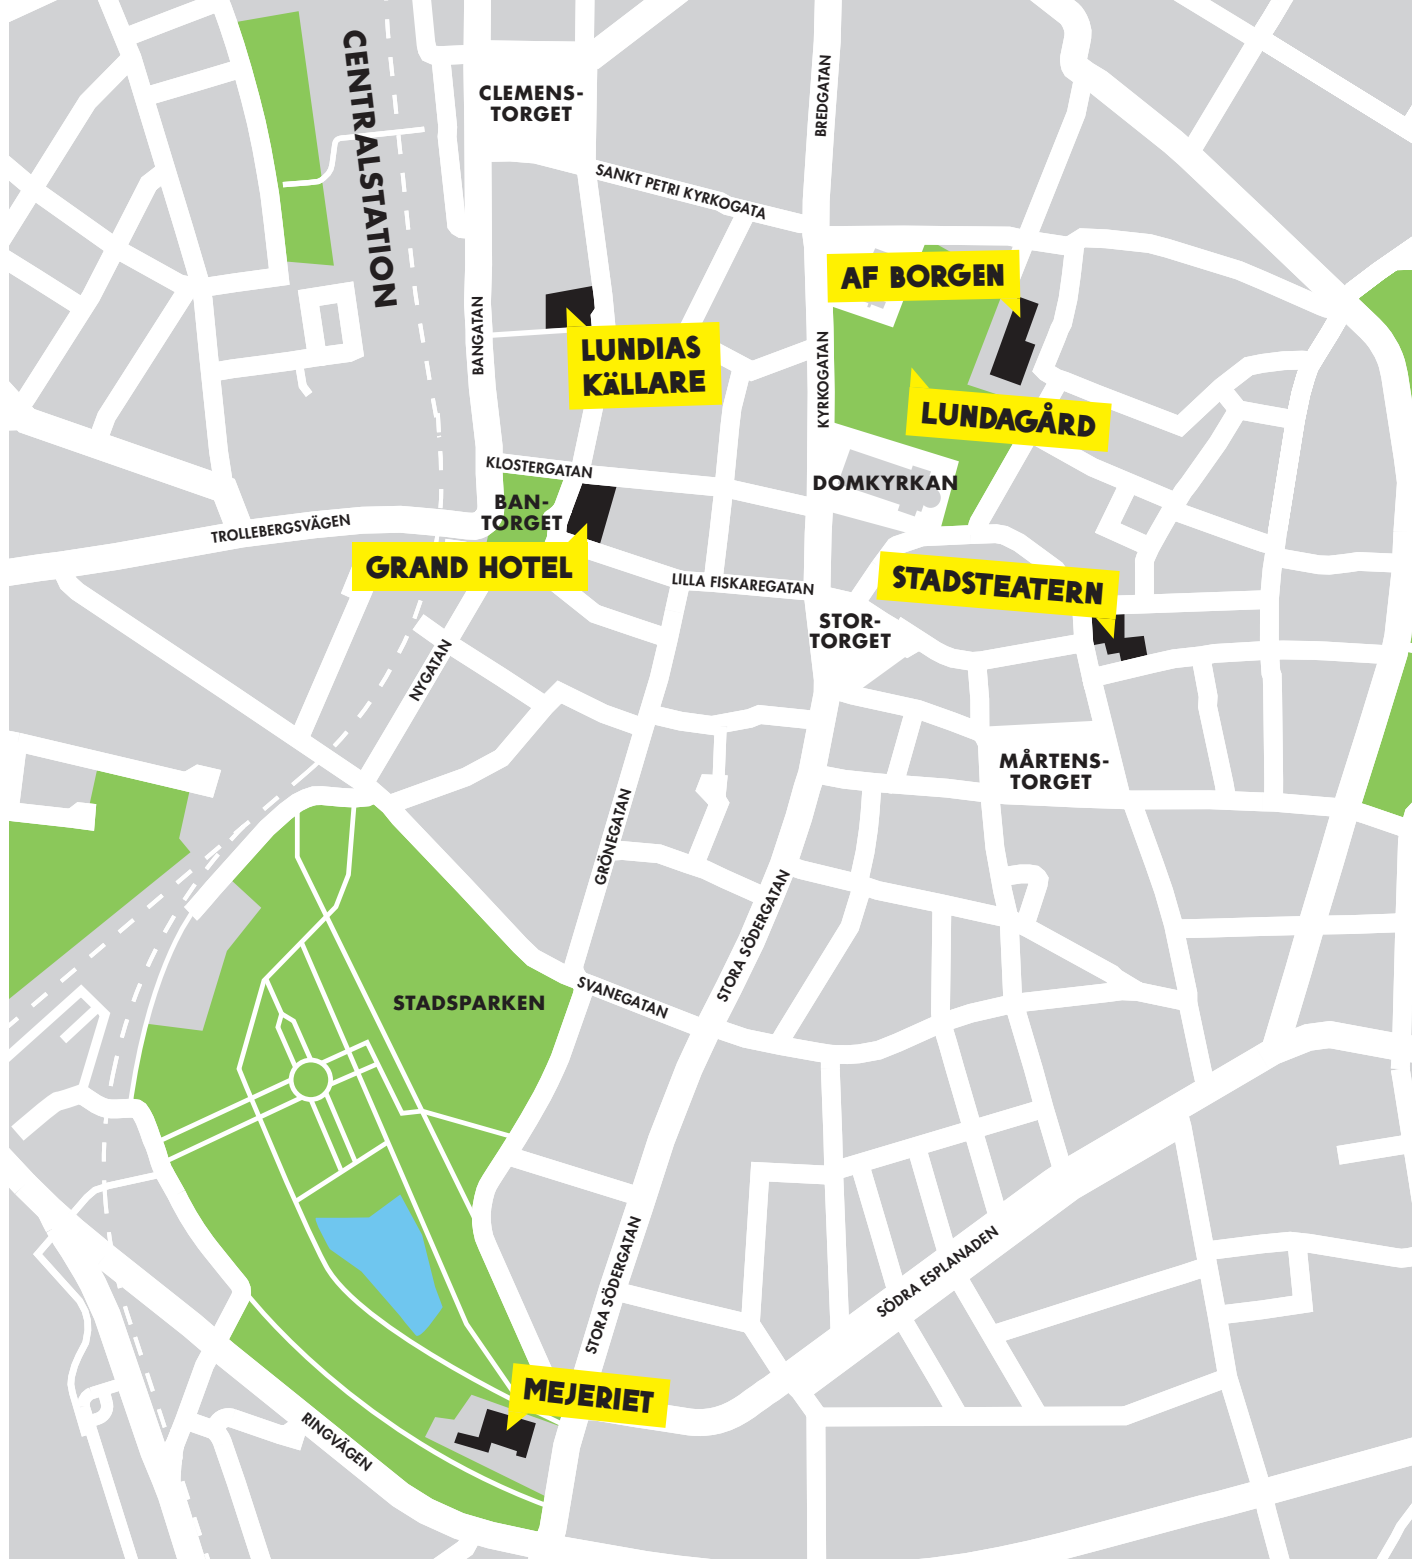 CENTRALSTATION
CLEMENS-
TORGET
BREDGATAN
SANKT PETRI KYRKOGATA
AF BORGEN
BANGATAN
LUNDIAS
KÄLLARE
KYRKOGATAN
LUNDAGÅRD
KLOSTERGATAN
DOMKYRKAN
BAN-
TORGET
TROLLEBERGSVÄGEN
GRAND HOTEL
LILLA FISKAREGATAN
STADSTEATERN
STOR-
TORGET
NYGATAN
MÅRTENS-
TORGET
GRÖNEGATAN
STORA SÖDERGATAN
SVANEGATAN
STADSPARKEN
STORA SÖDERGATAN
SÖDRA ESPLANADEN
MEJERIET
RINGVÄGEN